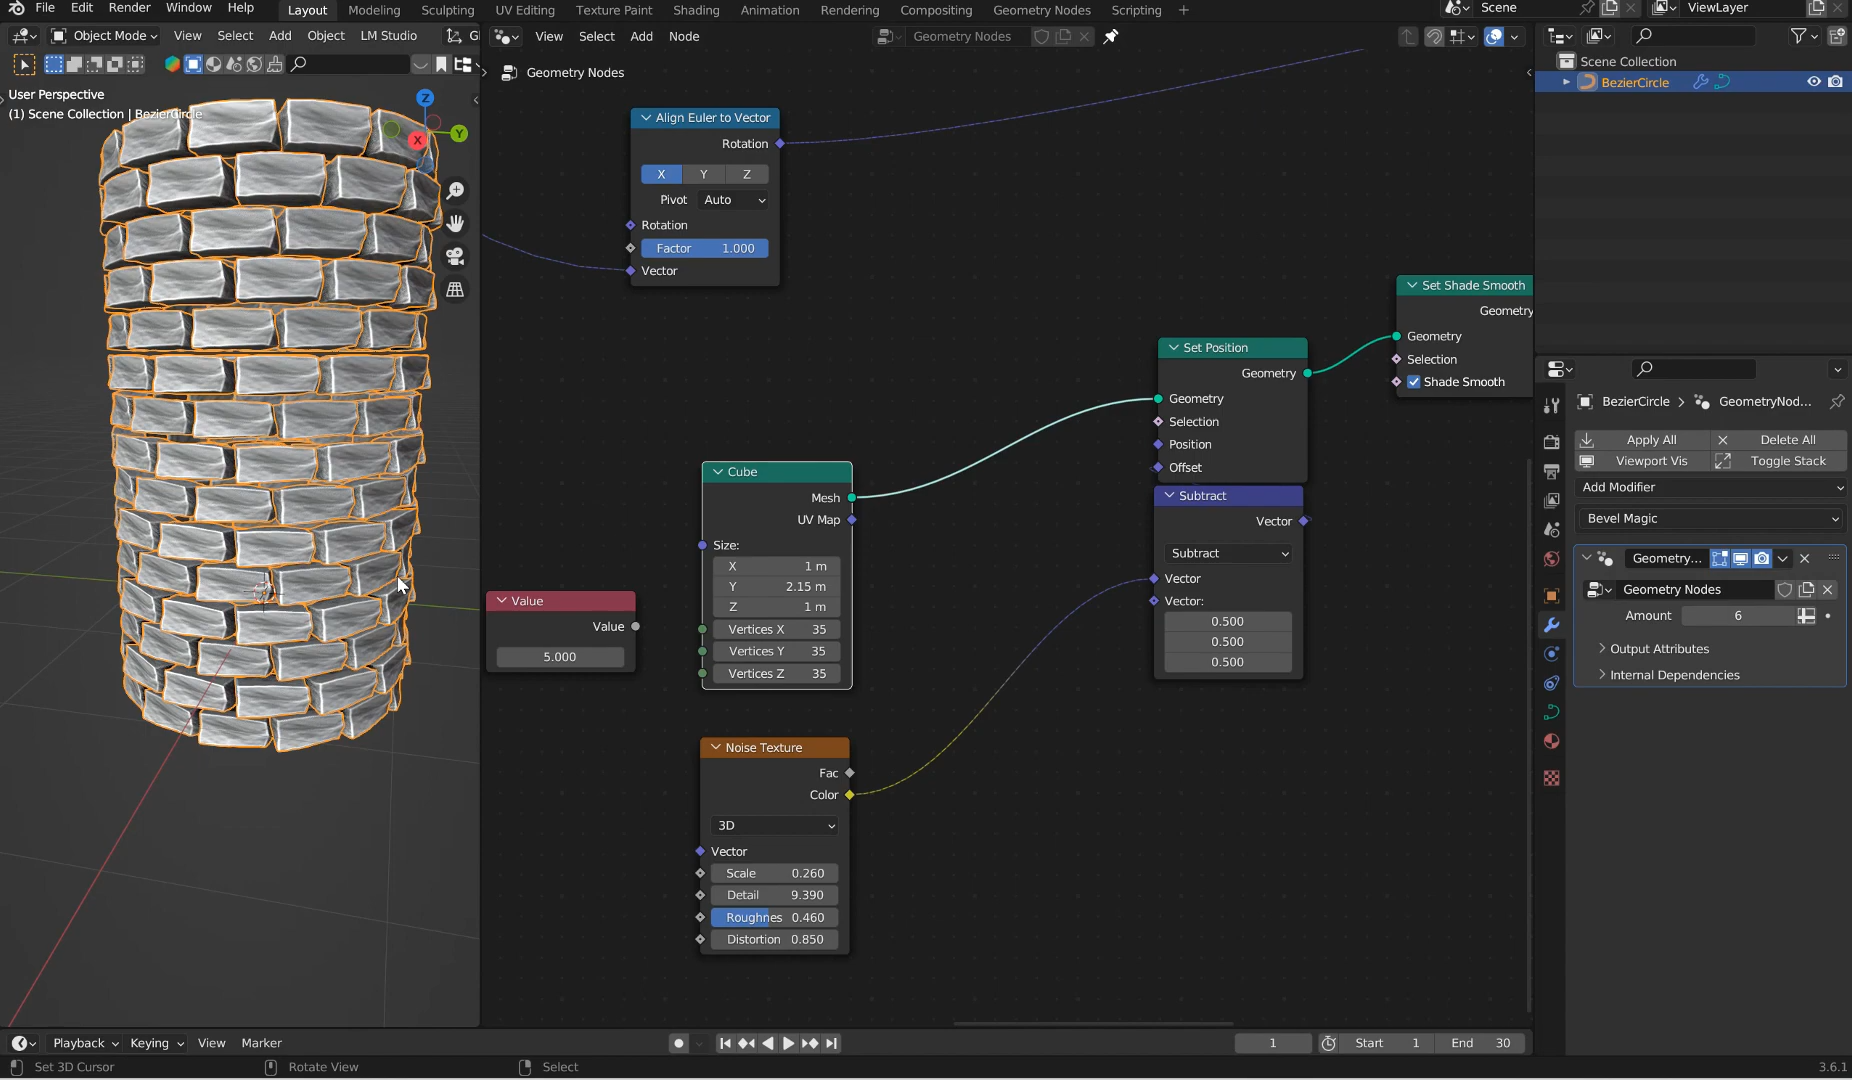 File Edit Render Window Help Layout Modeling Sculpting UV Editing Texture Paint Shading Animation Rendering Compositing Geometry Nodes Scripting Scene ViewLayer
Object Mode View Select Add Object LM Studio G
View Select Add Node Geometry Nodes
Geometry Nodes
User Perspective
(1) Scene Collection | BezierCircle
Z
Y
X
Align Euler to Vector
Rotation
X Y Z
Pivot Auto
Rotation
Factor 1.000
Vector
Set Shade Smooth
Geometry
Geometry
Selection
Shade Smooth
Set Position
Geometry
Geometry
Selection
Position
Offset
Cube
Mesh
UV Map
Size:
X 1 m
Y 2.15 m
Z 1 m
Vertices X 35
Vertices Y 35
Vertices Z 35
Value
Value
5.000
Subtract
Vector
Subtract
Vector
Vector:
0.500
0.500
0.500
Noise Texture
Fac
Color
3D
Vector
Scale 0.260
Detail 9.390
Roughnes 0.460
Distortion 0.850
Scene Collection
BezierCircle
BezierCircle > GeometryNod...
Apply All Delete All
Viewport Vis Toggle Stack
Add Modifier
Bevel Magic
Geometry...
Geometry Nodes
Amount 6
Output Attributes
Internal Dependencies
Playback Keying View Marker 1 Start 1 End 30
Set 3D Cursor Rotate View Select 3.6.1